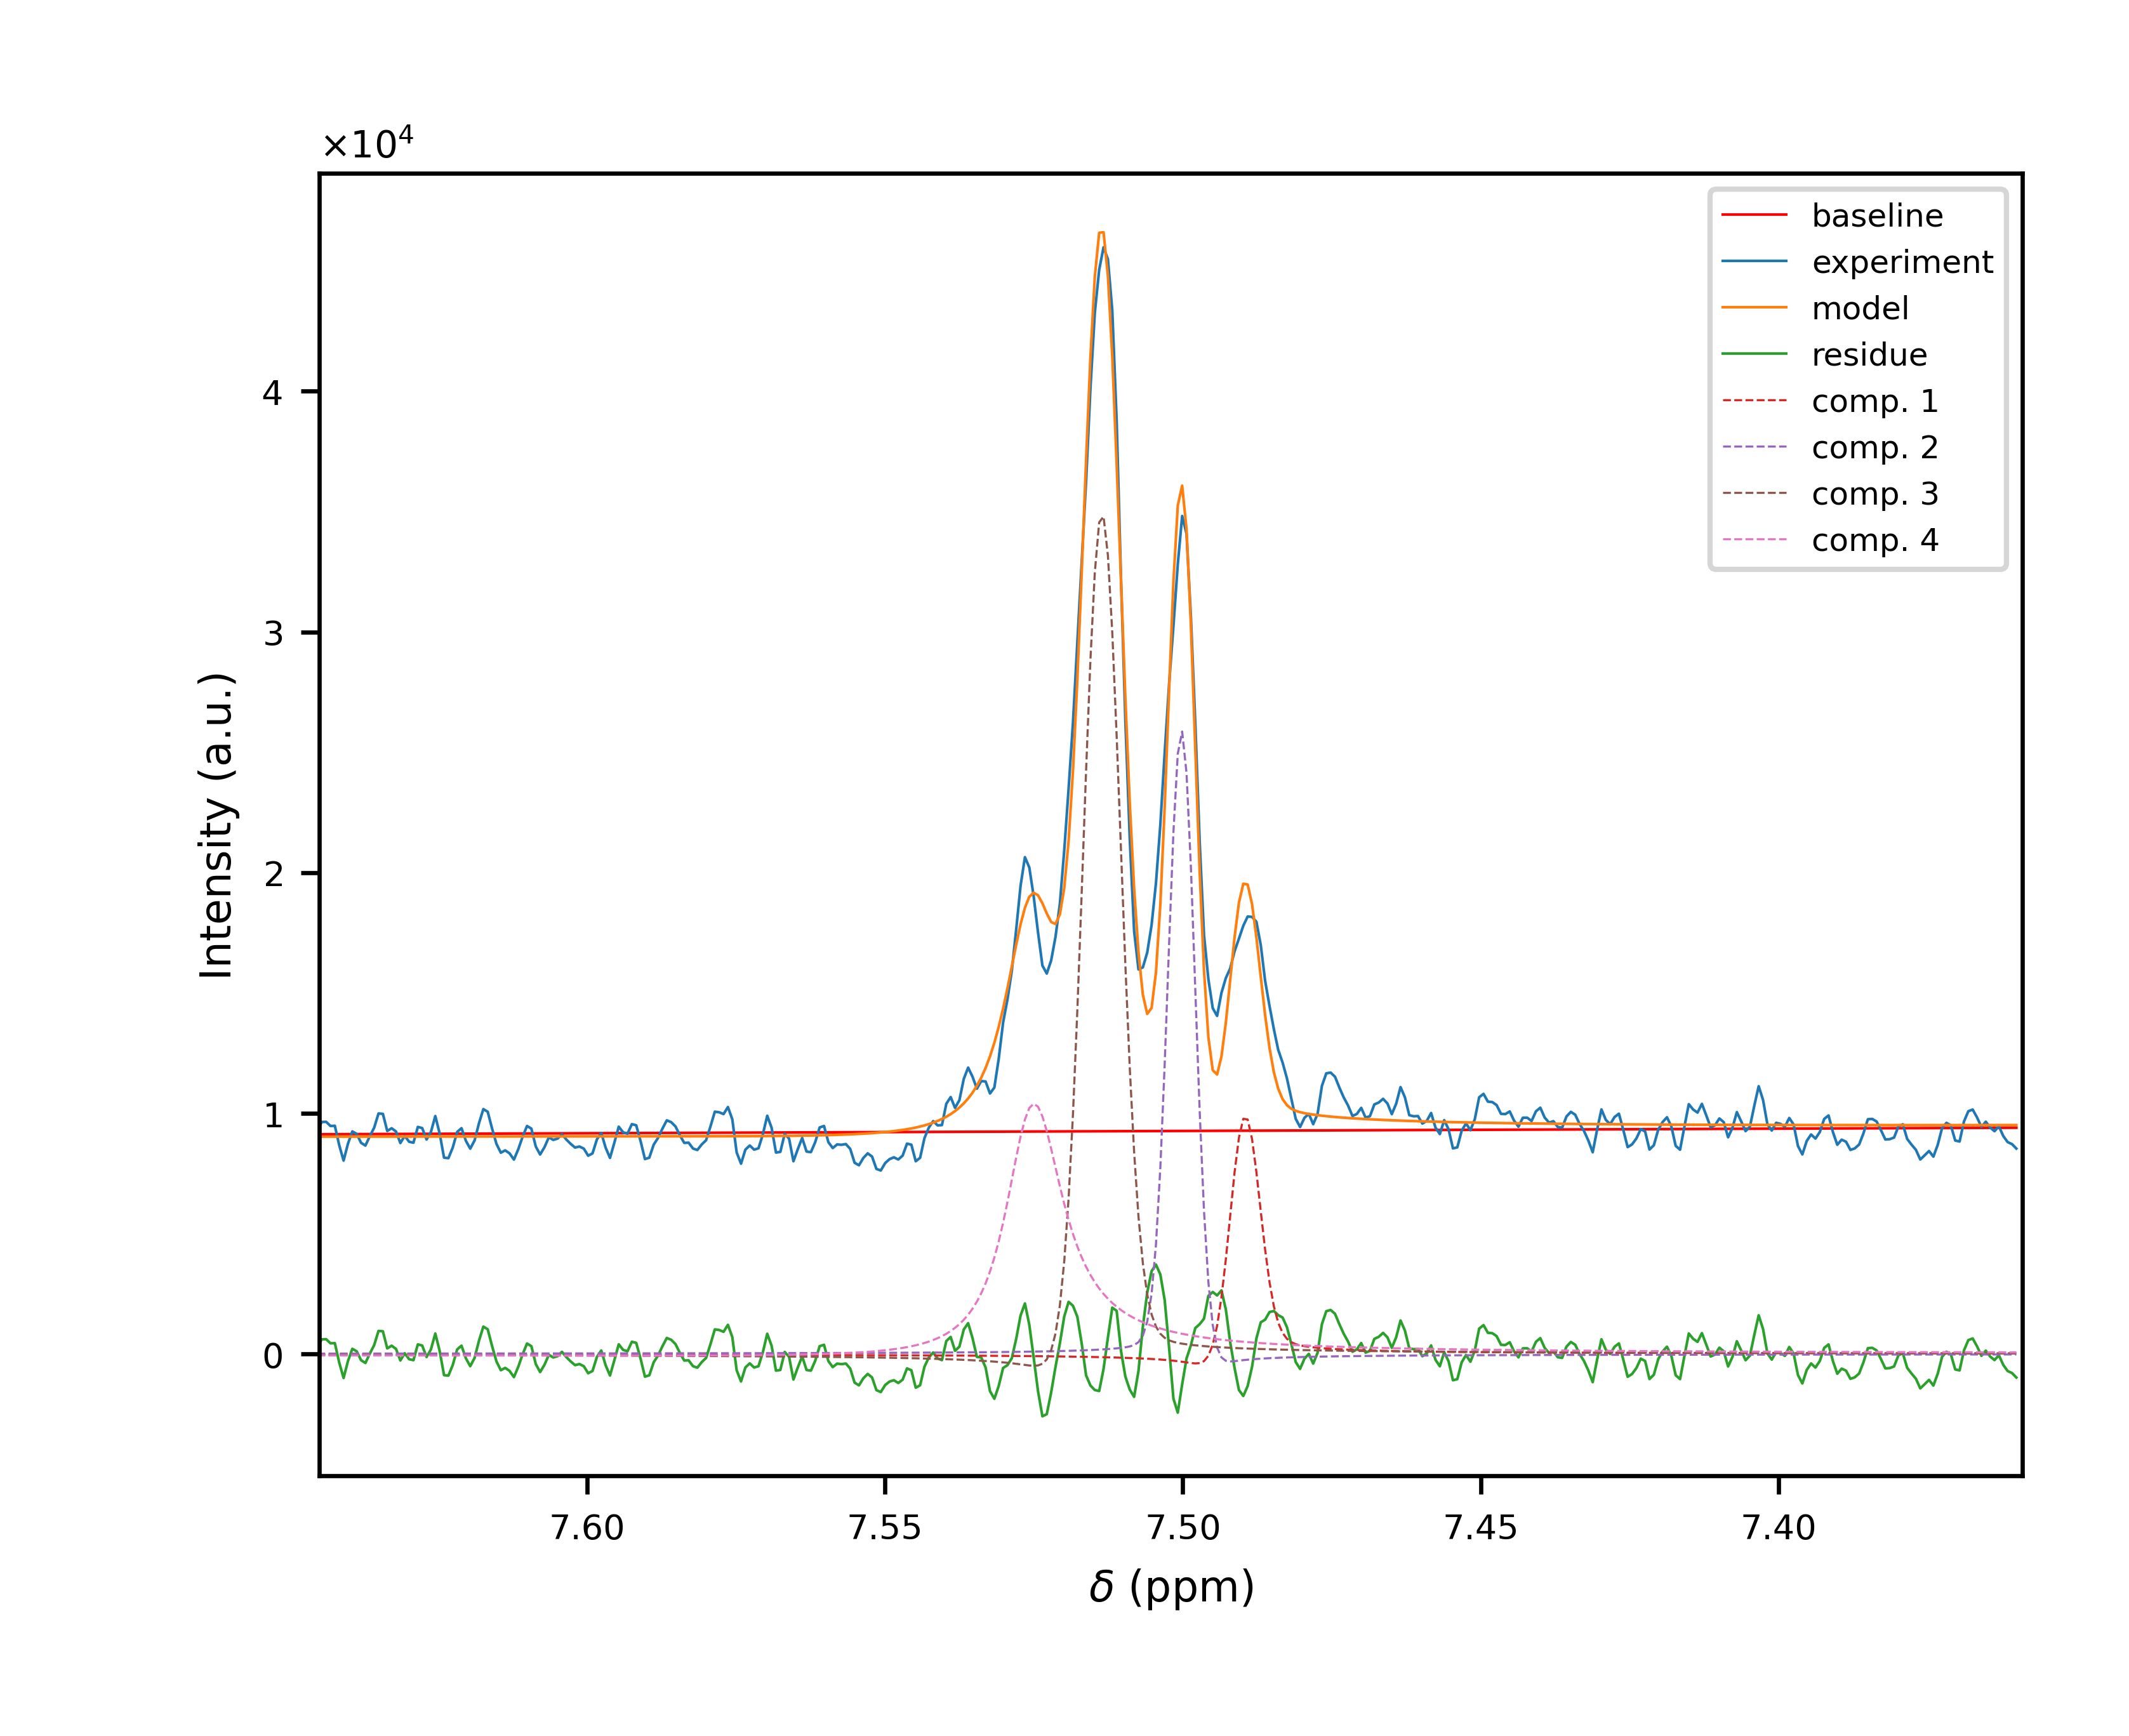 ×10⁴
baseline
experiment
model
residue
comp. 1
comp. 2
comp. 3
comp. 4
4
3
2
1
0
Intensity (a.u.)
7.60 7.55 7.50 7.45 7.40
δ (ppm)